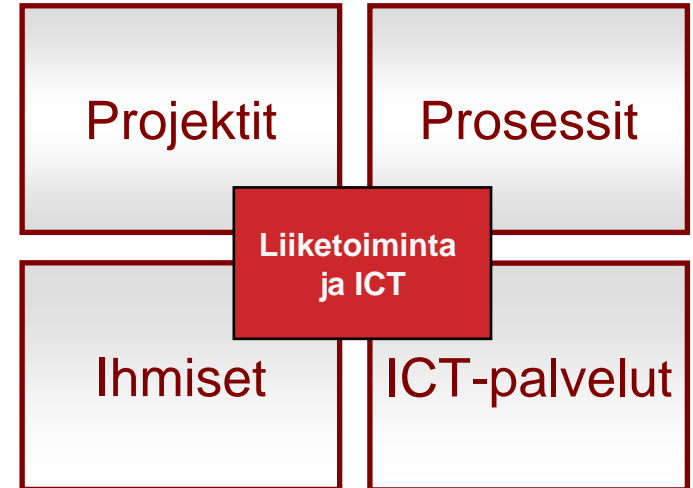 Projektit
Prosessit
Liiketoiminta
ja ICT
Ihmiset
ICT-palvelut